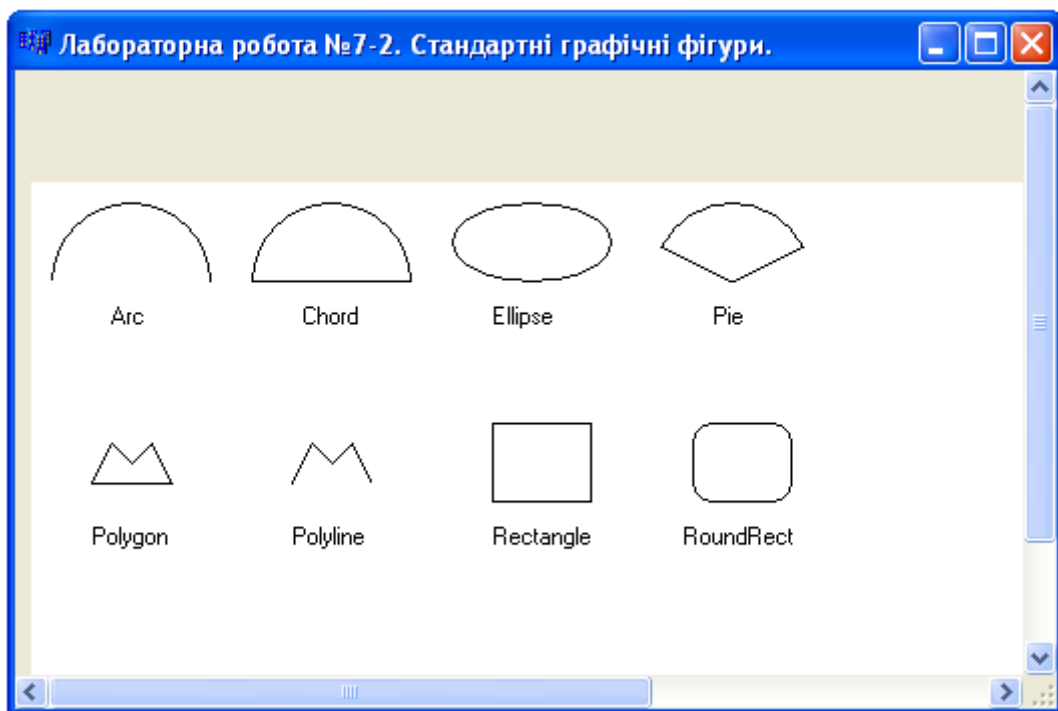 Лабораторна робота №7-2. Стандартні графічні фігури.
Arc Chord Ellipse Pie
Polygon Polyline Rectangle RoundRect